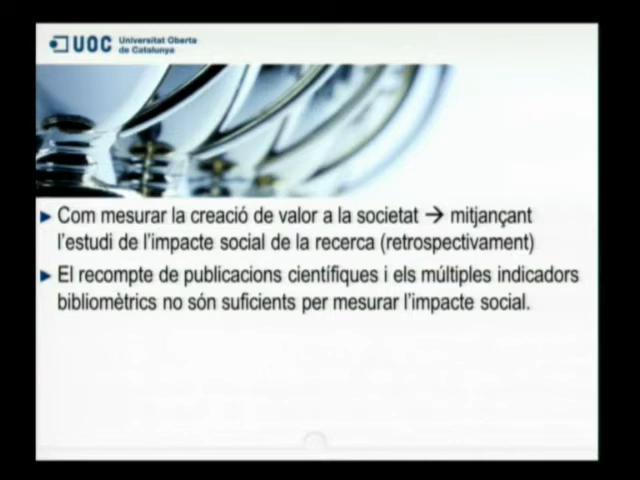 UOC Universitat Oberta
de Catalunya
► Com mesurar la creació de valor a la societat → mitjançant
l'estudi de l'impacte social de la recerca (retrospectivament)
► El recompte de publicacions científiques i els múltiples indicadors
bibliomètrics no són suficients per mesurar l'impacte social.